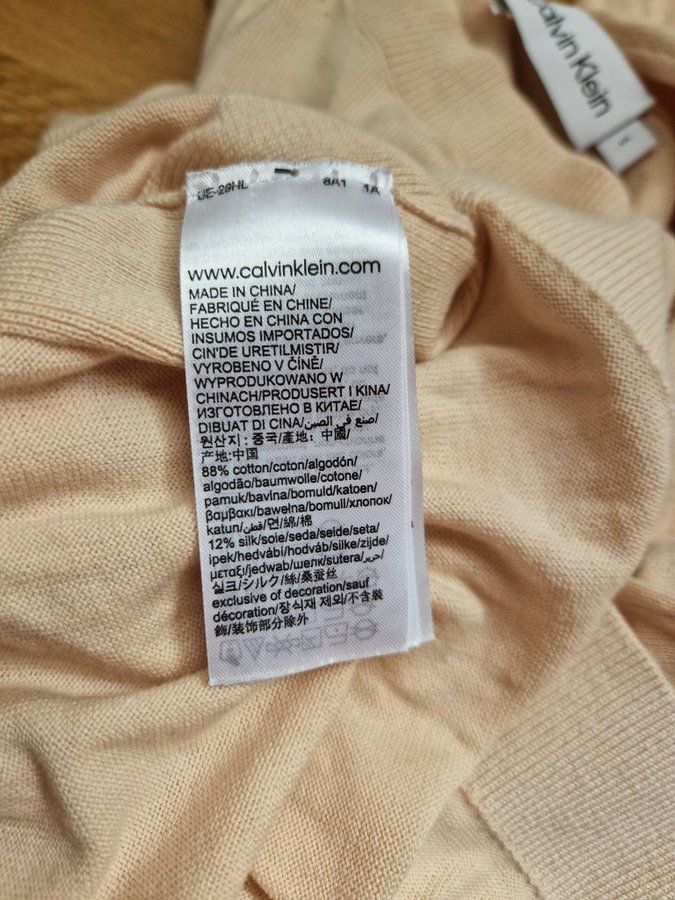 Calvin Klein
UE-29HL 8A1 1A
www.calvinklein.com
MADE IN CHINA/
FABRIQUÉ EN CHINE/
HECHO EN CHINA CON
INSUMOS IMPORTADOS/
CIN'DE URETILMISTIR/
VYROBENO V ČÍNĚ/
WYPRODUKOWANO W
CHINACH/PRODUSERT I KINA/
ИЗГОТОВЛЕНО В КИТАЕ/
DIBUAT DI CINA/صنع في الصين/
원산지 : 중국/產地: 中國/
产地:中国
88% cotton/coton/algodón/
algodão/baumwolle/cotone/
pamuk/bavlna/bomuld/katoen/
βαμβακι/bawełna/bomull/хлопок/
katun/قطن/면/綿/棉
12% silk/soie/seda/seide/seta/
ipek/hedvábí/hodváb/silke/zijde/
μεταξι/jedwab/шелк/sutera/حرير/
실크/シルク/絲/桑蚕丝
exclusive of decoration/sauf
décoration/장식재 제외/不含裝
飾/装饰部分除外